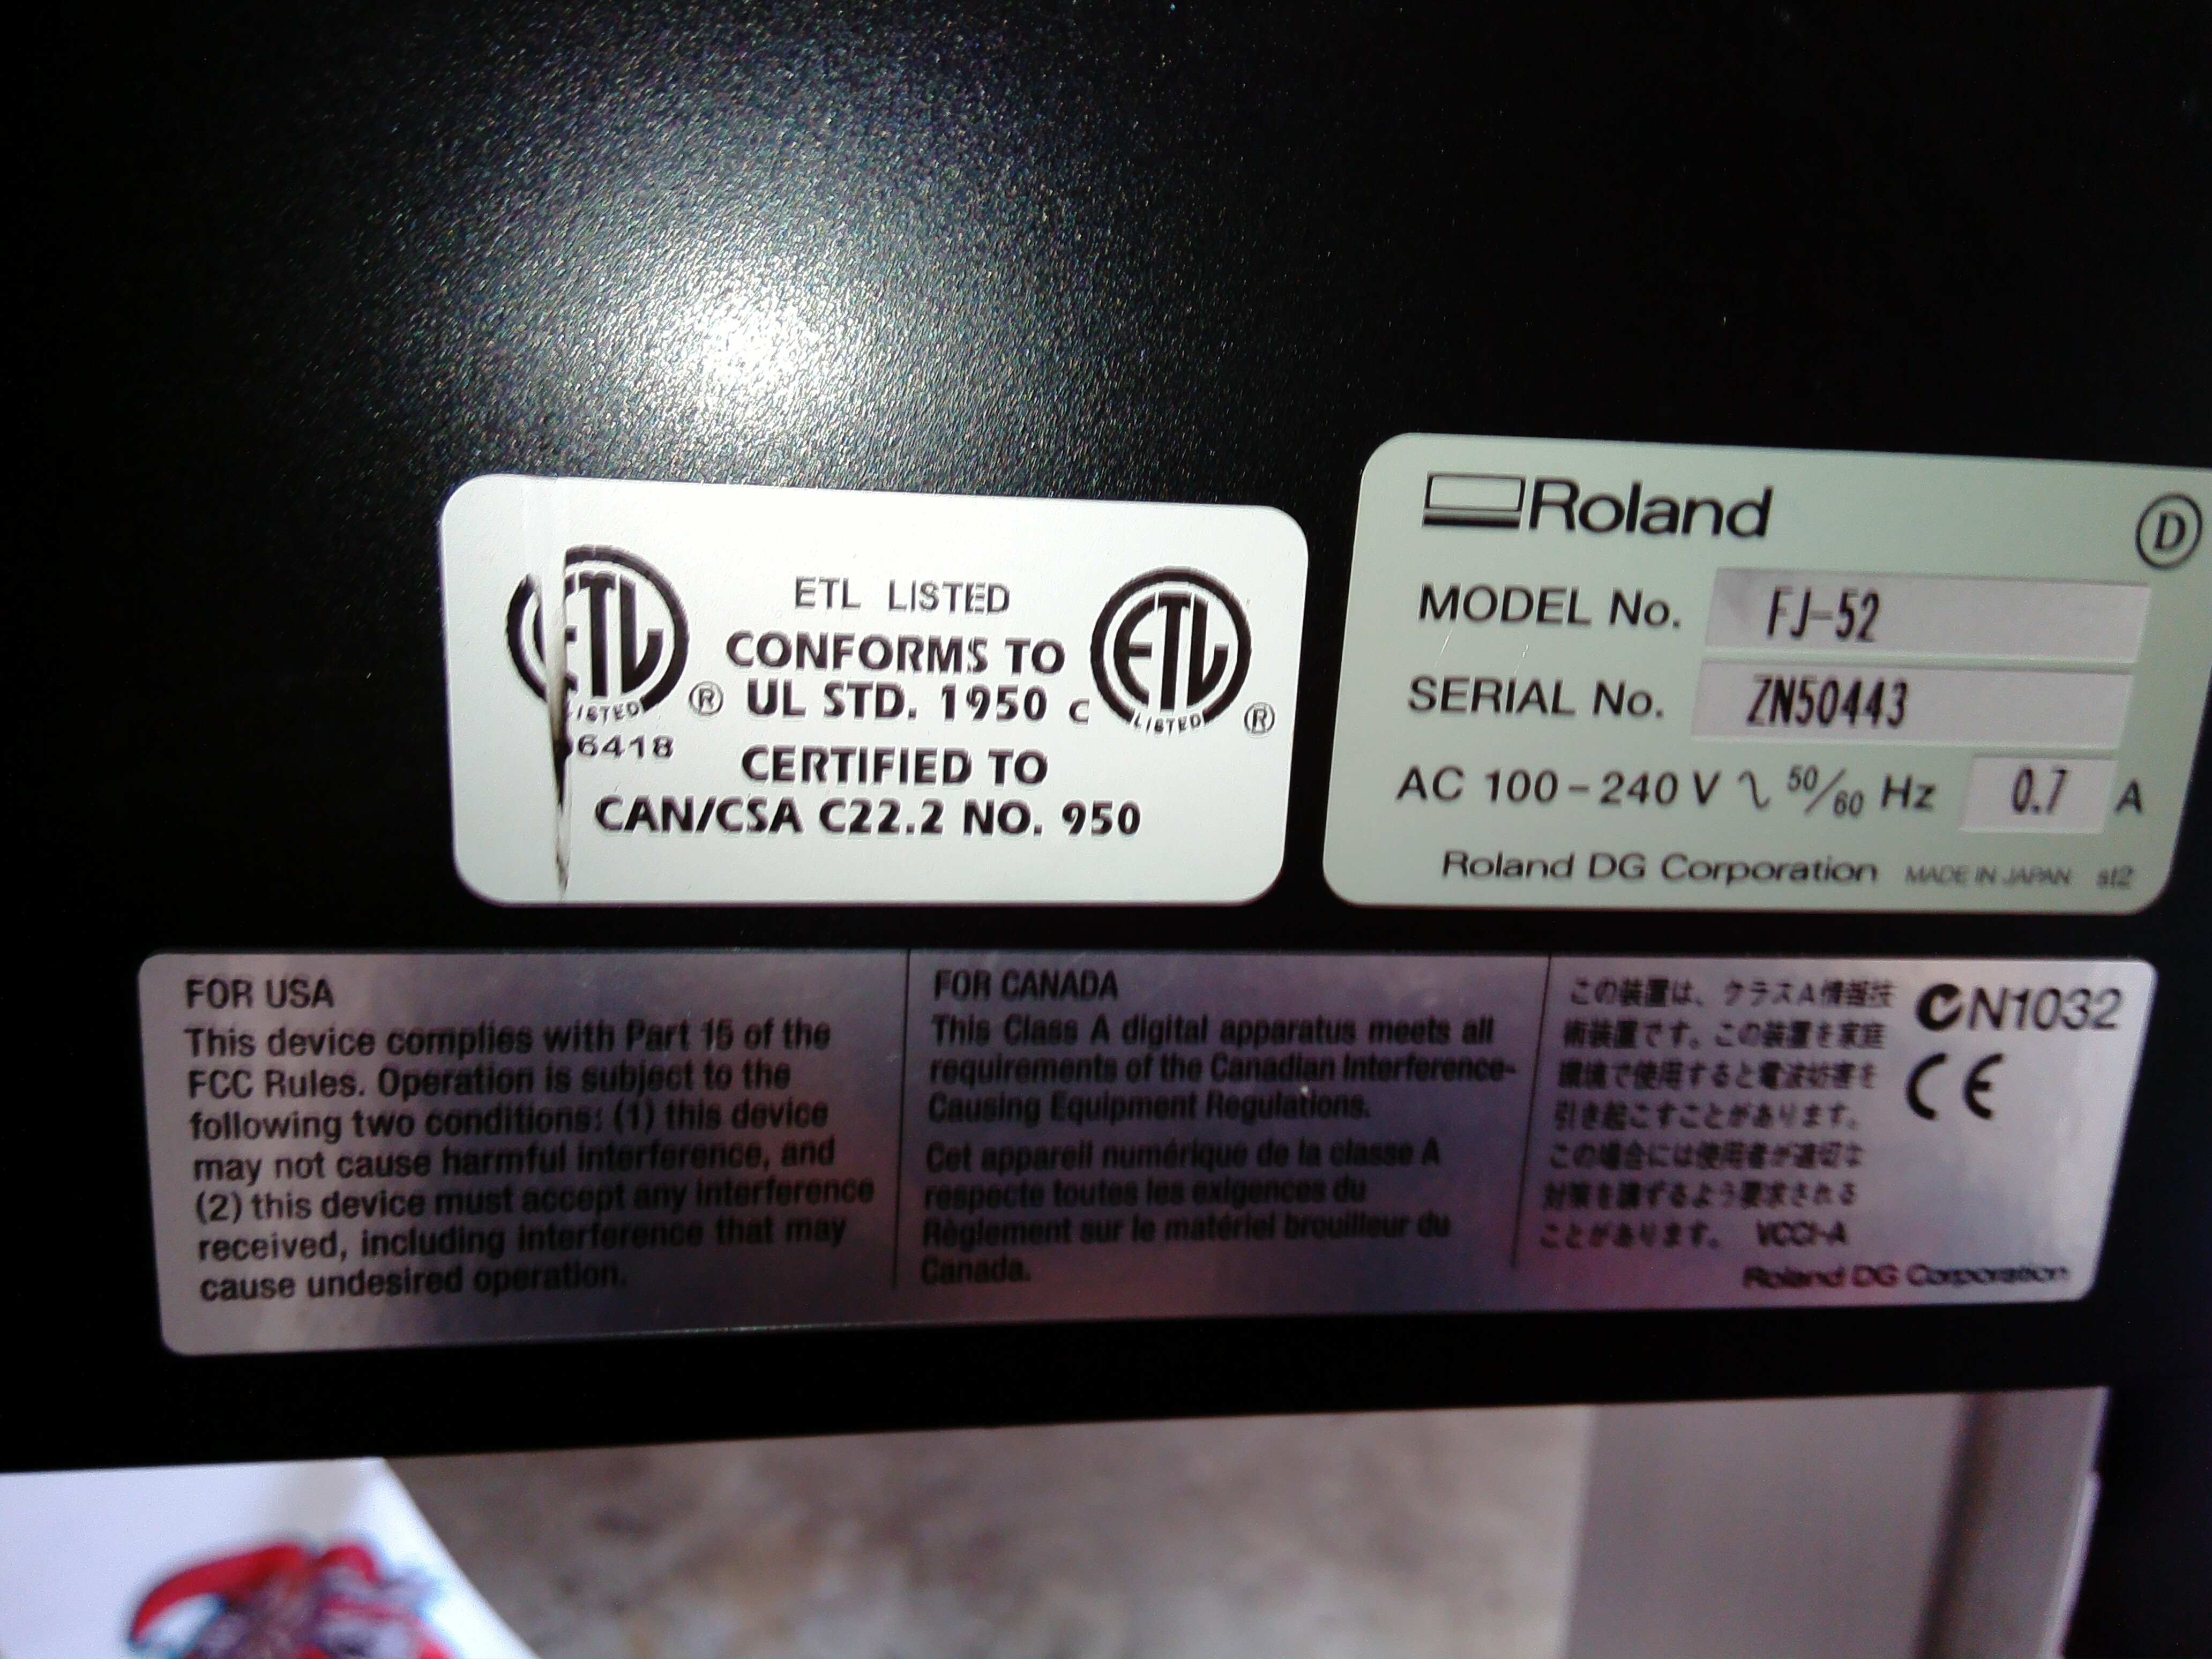 ETL
LISTED
®
6418
ETL LISTED
CONFORMS TO
UL STD. 1950
CERTIFIED TO
CAN/CSA C22.2 NO. 950
C
ETL
LISTED
®
Roland
D
MODEL No. FJ-52
SERIAL No. ZN50443
AC 100-240 V ∿ 50/60 Hz 0.7 A
Roland DG Corporation MADE IN JAPAN st2
FOR USA
This device complies with Part 15 of the
FCC Rules. Operation is subject to the
following two conditions: (1) this device
may not cause harmful interference, and
(2) this device must accept any interference
received, including interference that may
cause undesired operation.
FOR CANADA
This Class A digital apparatus meets all
requirements of the Canadian Interference-
Causing Equipment Regulations.
Cet appareil numérique de la classe A
respecte toutes les exigences du
Règlement sur le matériel brouilleur du
Canada.
この装置は、クラスA情報技
術装置です。この装置を家庭
環境で使用すると電波妨害を
引き起こすことがあります。
この場合には使用者が適切な
対策を講ずるよう要求される
ことがあります。 VCCI-A
N1032
CE
Roland DG Corporation